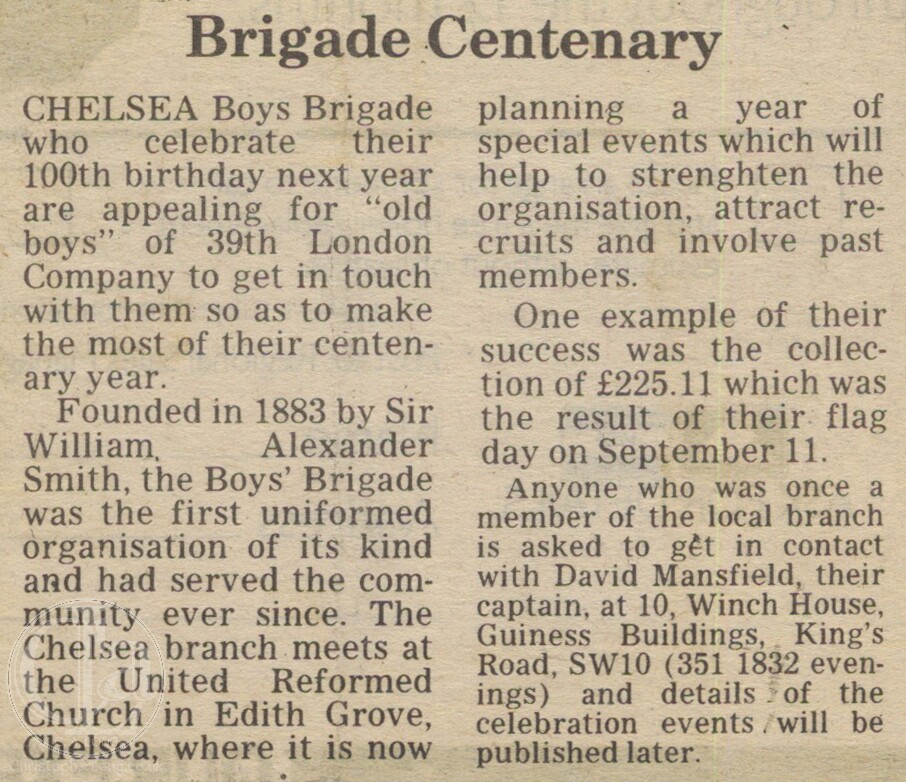 Brigade Centenary
CHELSEA Boys Brigade
who celebrate their
100th birthday next year
are appealing for “old
boys” of 39th London
Company to get in touch
with them so as to make
the most of their centen-
ary year.
Founded in 1883 by Sir
William, Alexander
Smith, the Boys’ Brigade
was the first uniformed
organisation of its kind
and had served the com-
munity ever since. The
Chelsea branch meets at
the United Reformed
Church in Edith Grove,
Chelsea, where it is now
planning a year of
special events which will
help to strenghten the
organisation, attract re-
cruits and involve past
members.
One example of their
success was the collec-
tion of £225.11 which was
the result of their flag
day on September 11.
Anyone who was once a
member of the local branch
is asked to get in contact
with David Mansfield, their
captain, at 10, Winch House,
Guiness Buildings, King’s
Road, SW10 (351 1832 even-
ings) and details of the
celebration events will be
published later.